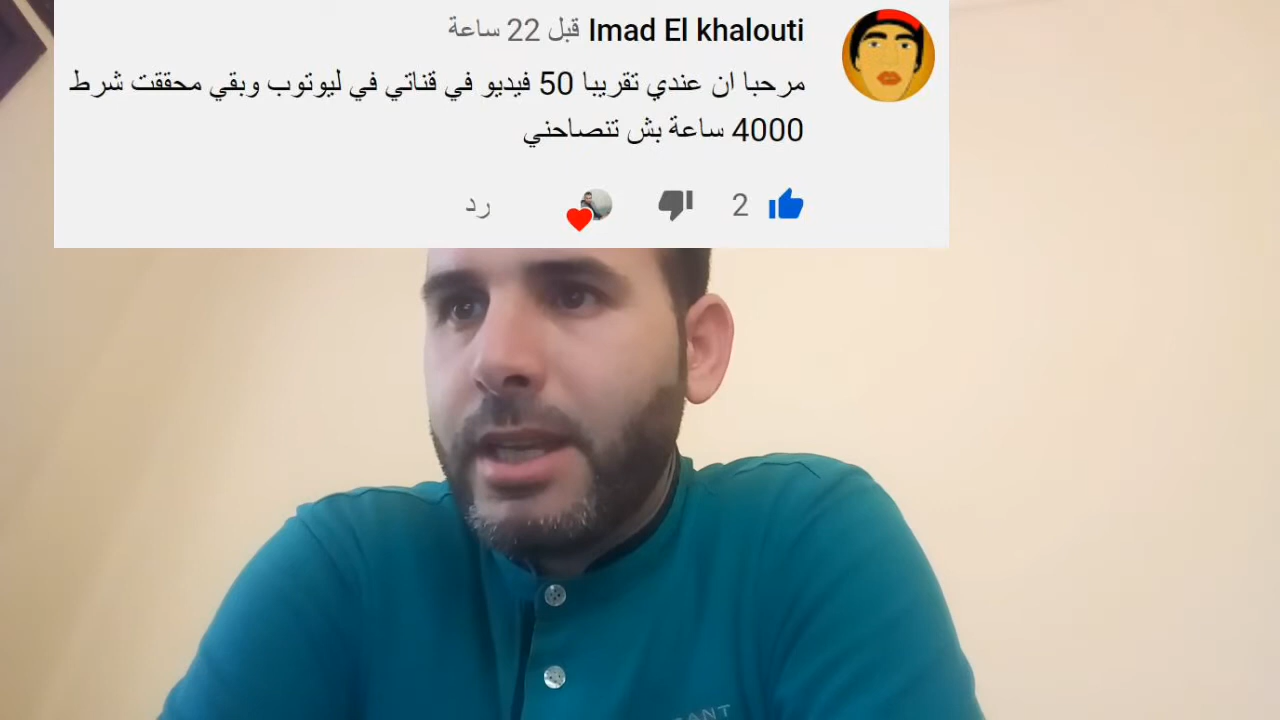 Imad El khalouti قبل 22 ساعة
مرحبا ان عندي تقريبا 50 فيديو في قناتي في ليوتوب وبقي محققت شرط
4000 ساعة بش تنصاحني
2 رد
ANT